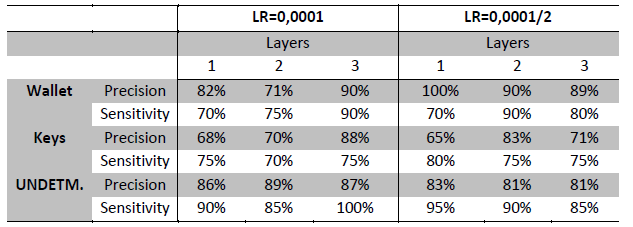 LR=0,0001 LR=0,0001/2
Layers Layers
1 2 3 1 2 3
Wallet Precision 82% 71% 90% 100% 90% 89%
Sensitivity 70% 75% 90% 70% 90% 80%
Keys Precision 68% 70% 88% 65% 83% 71%
Sensitivity 75% 70% 75% 80% 75% 75%
UNDETM. Precision 86% 89% 87% 83% 81% 81%
Sensitivity 90% 85% 100% 95% 90% 85%